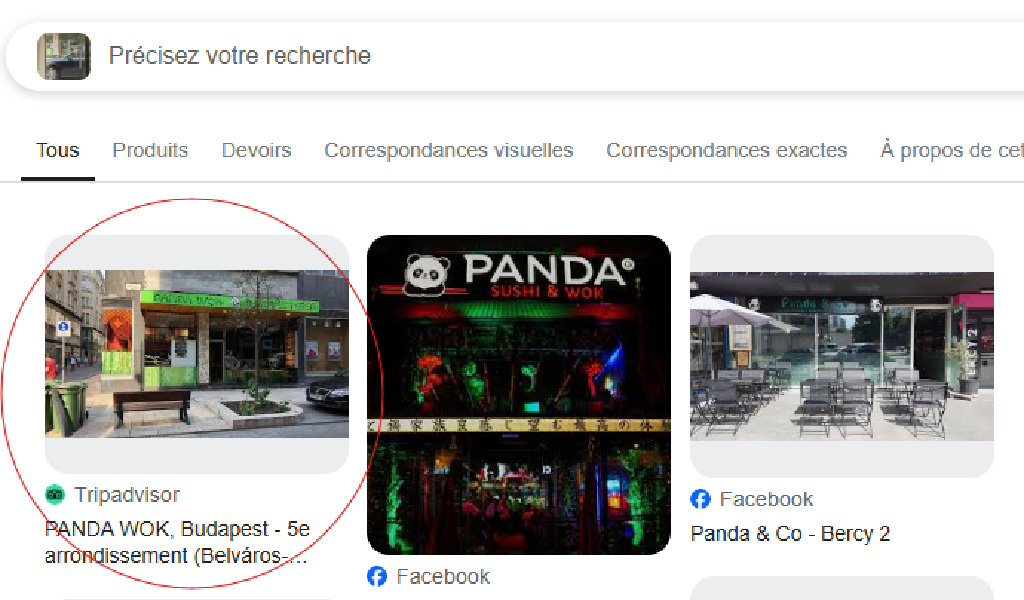 Précisez votre recherche
Tous
Produits
Devoirs
Correspondances visuelles
Correspondances exactes
À propos de cet
PANDA WOK
Tripadvisor
PANDA WOK, Budapest - 5e
arrondissement (Belváros-...
PANDA
SUSHI & WOK
Facebook
Panda & Co
Facebook
Panda & Co - Bercy 2